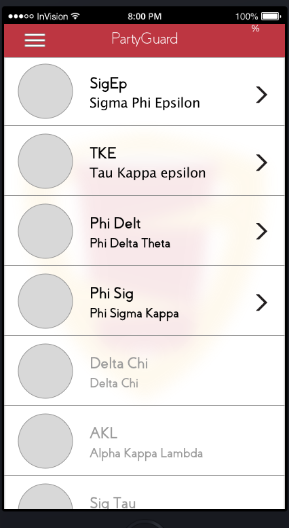 InVision 8:00 PM 100%
%
PartyGuard
SigEp
Sigma Phi Epsilon
TKE
Tau Kappa epsilon
Phi Delt
Phi Delta Theta
Phi Sig
Phi Sigma Kappa
Delta Chi
Delta Chi
AKL
Alpha Kappa Lambda
Sig Tau